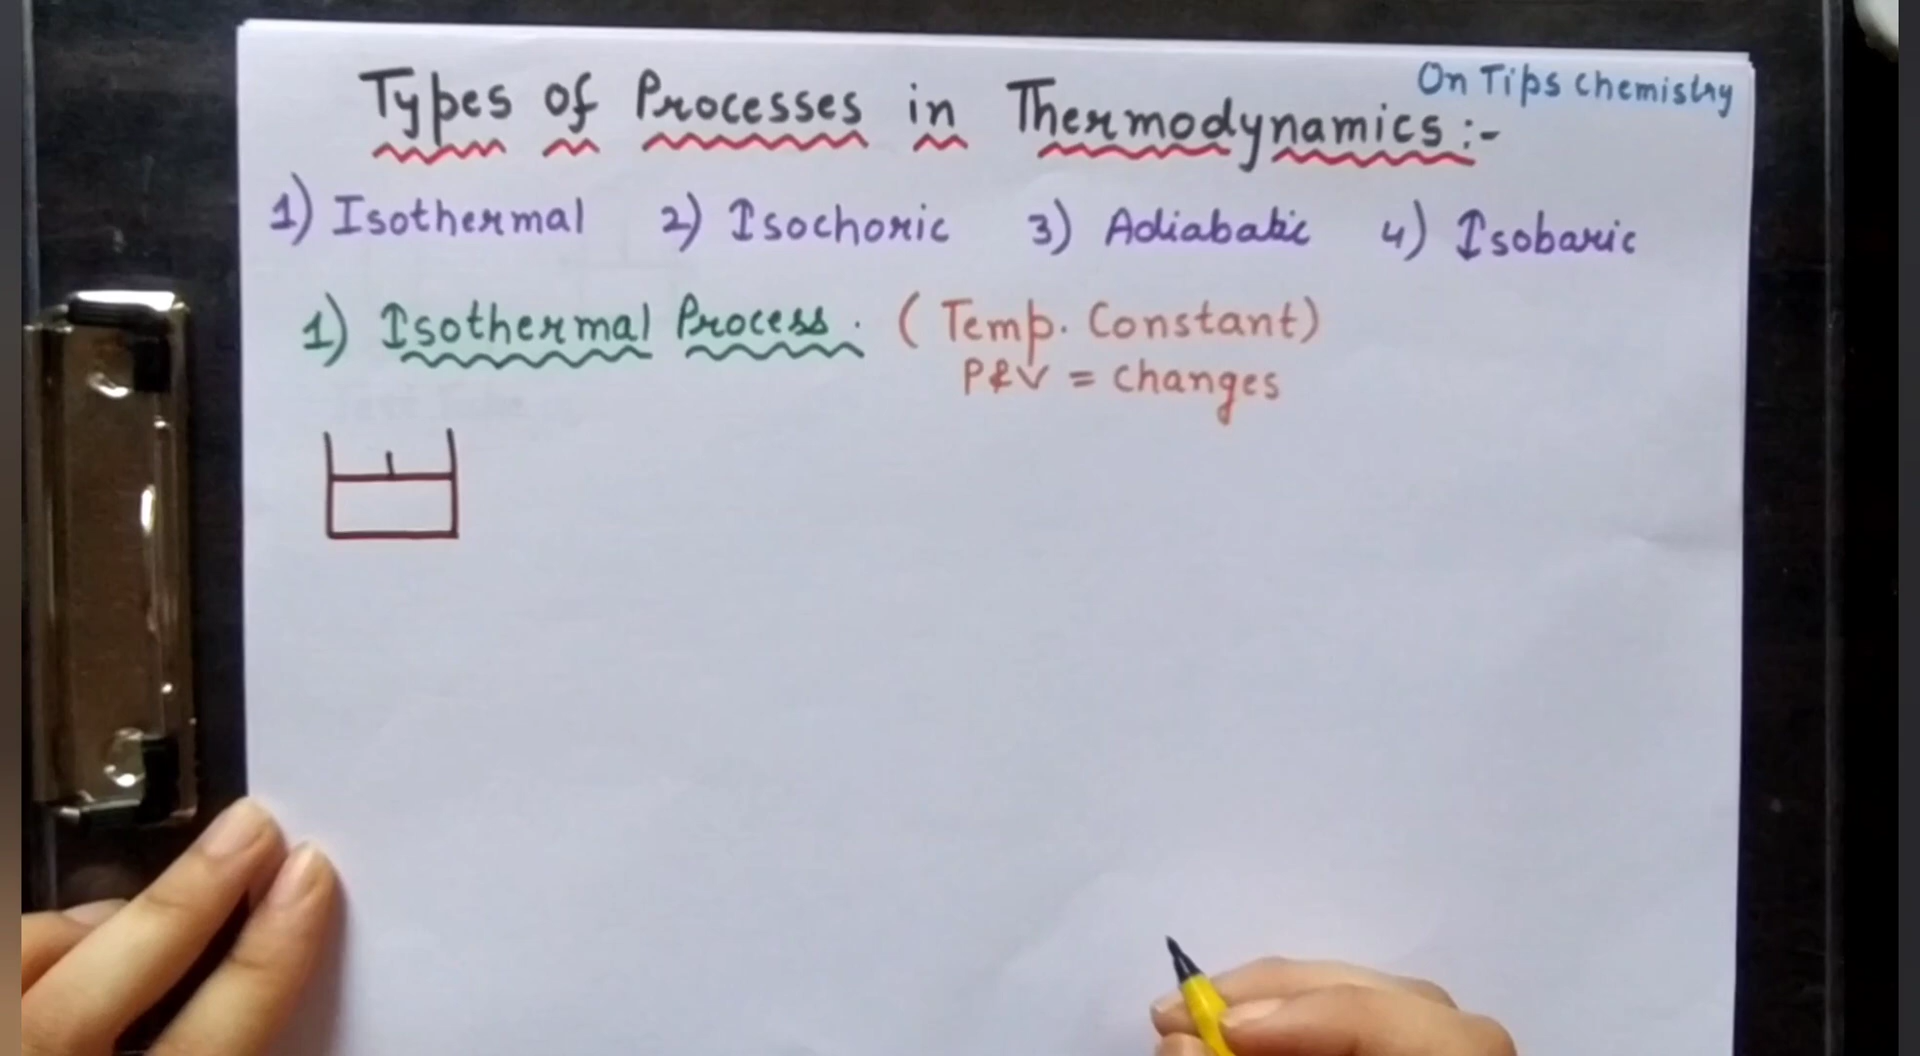 On Tips chemistry
Types of Processes in Thermodynamics:-
1) Isothermal 2) Isochoric 3) Adiabatic 4) Isobaric
1) Isothermal Process. (Temp. Constant)
P&V = changes